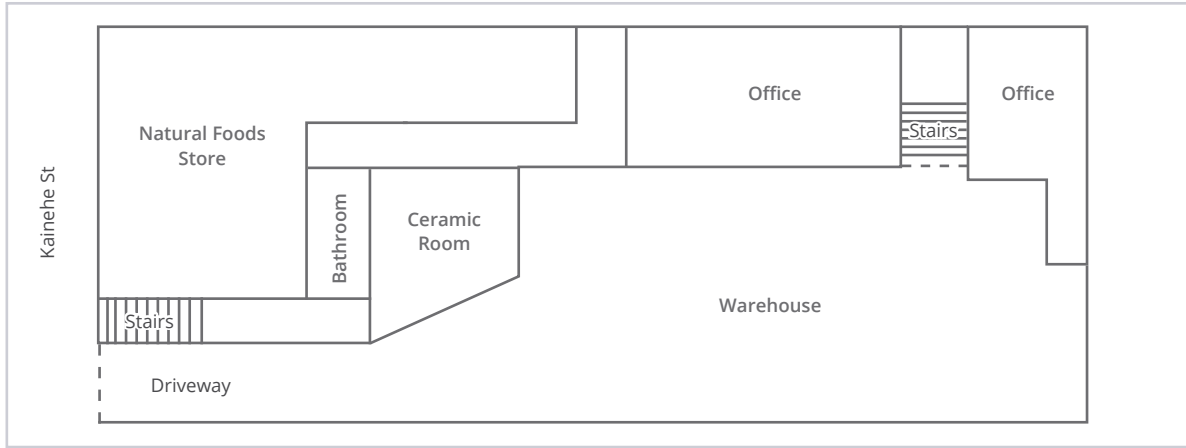 Office
Office
Stairs
Natural Foods
Store
Kainehe St
Bathroom
Ceramic
Room
Warehouse
Stairs
Driveway